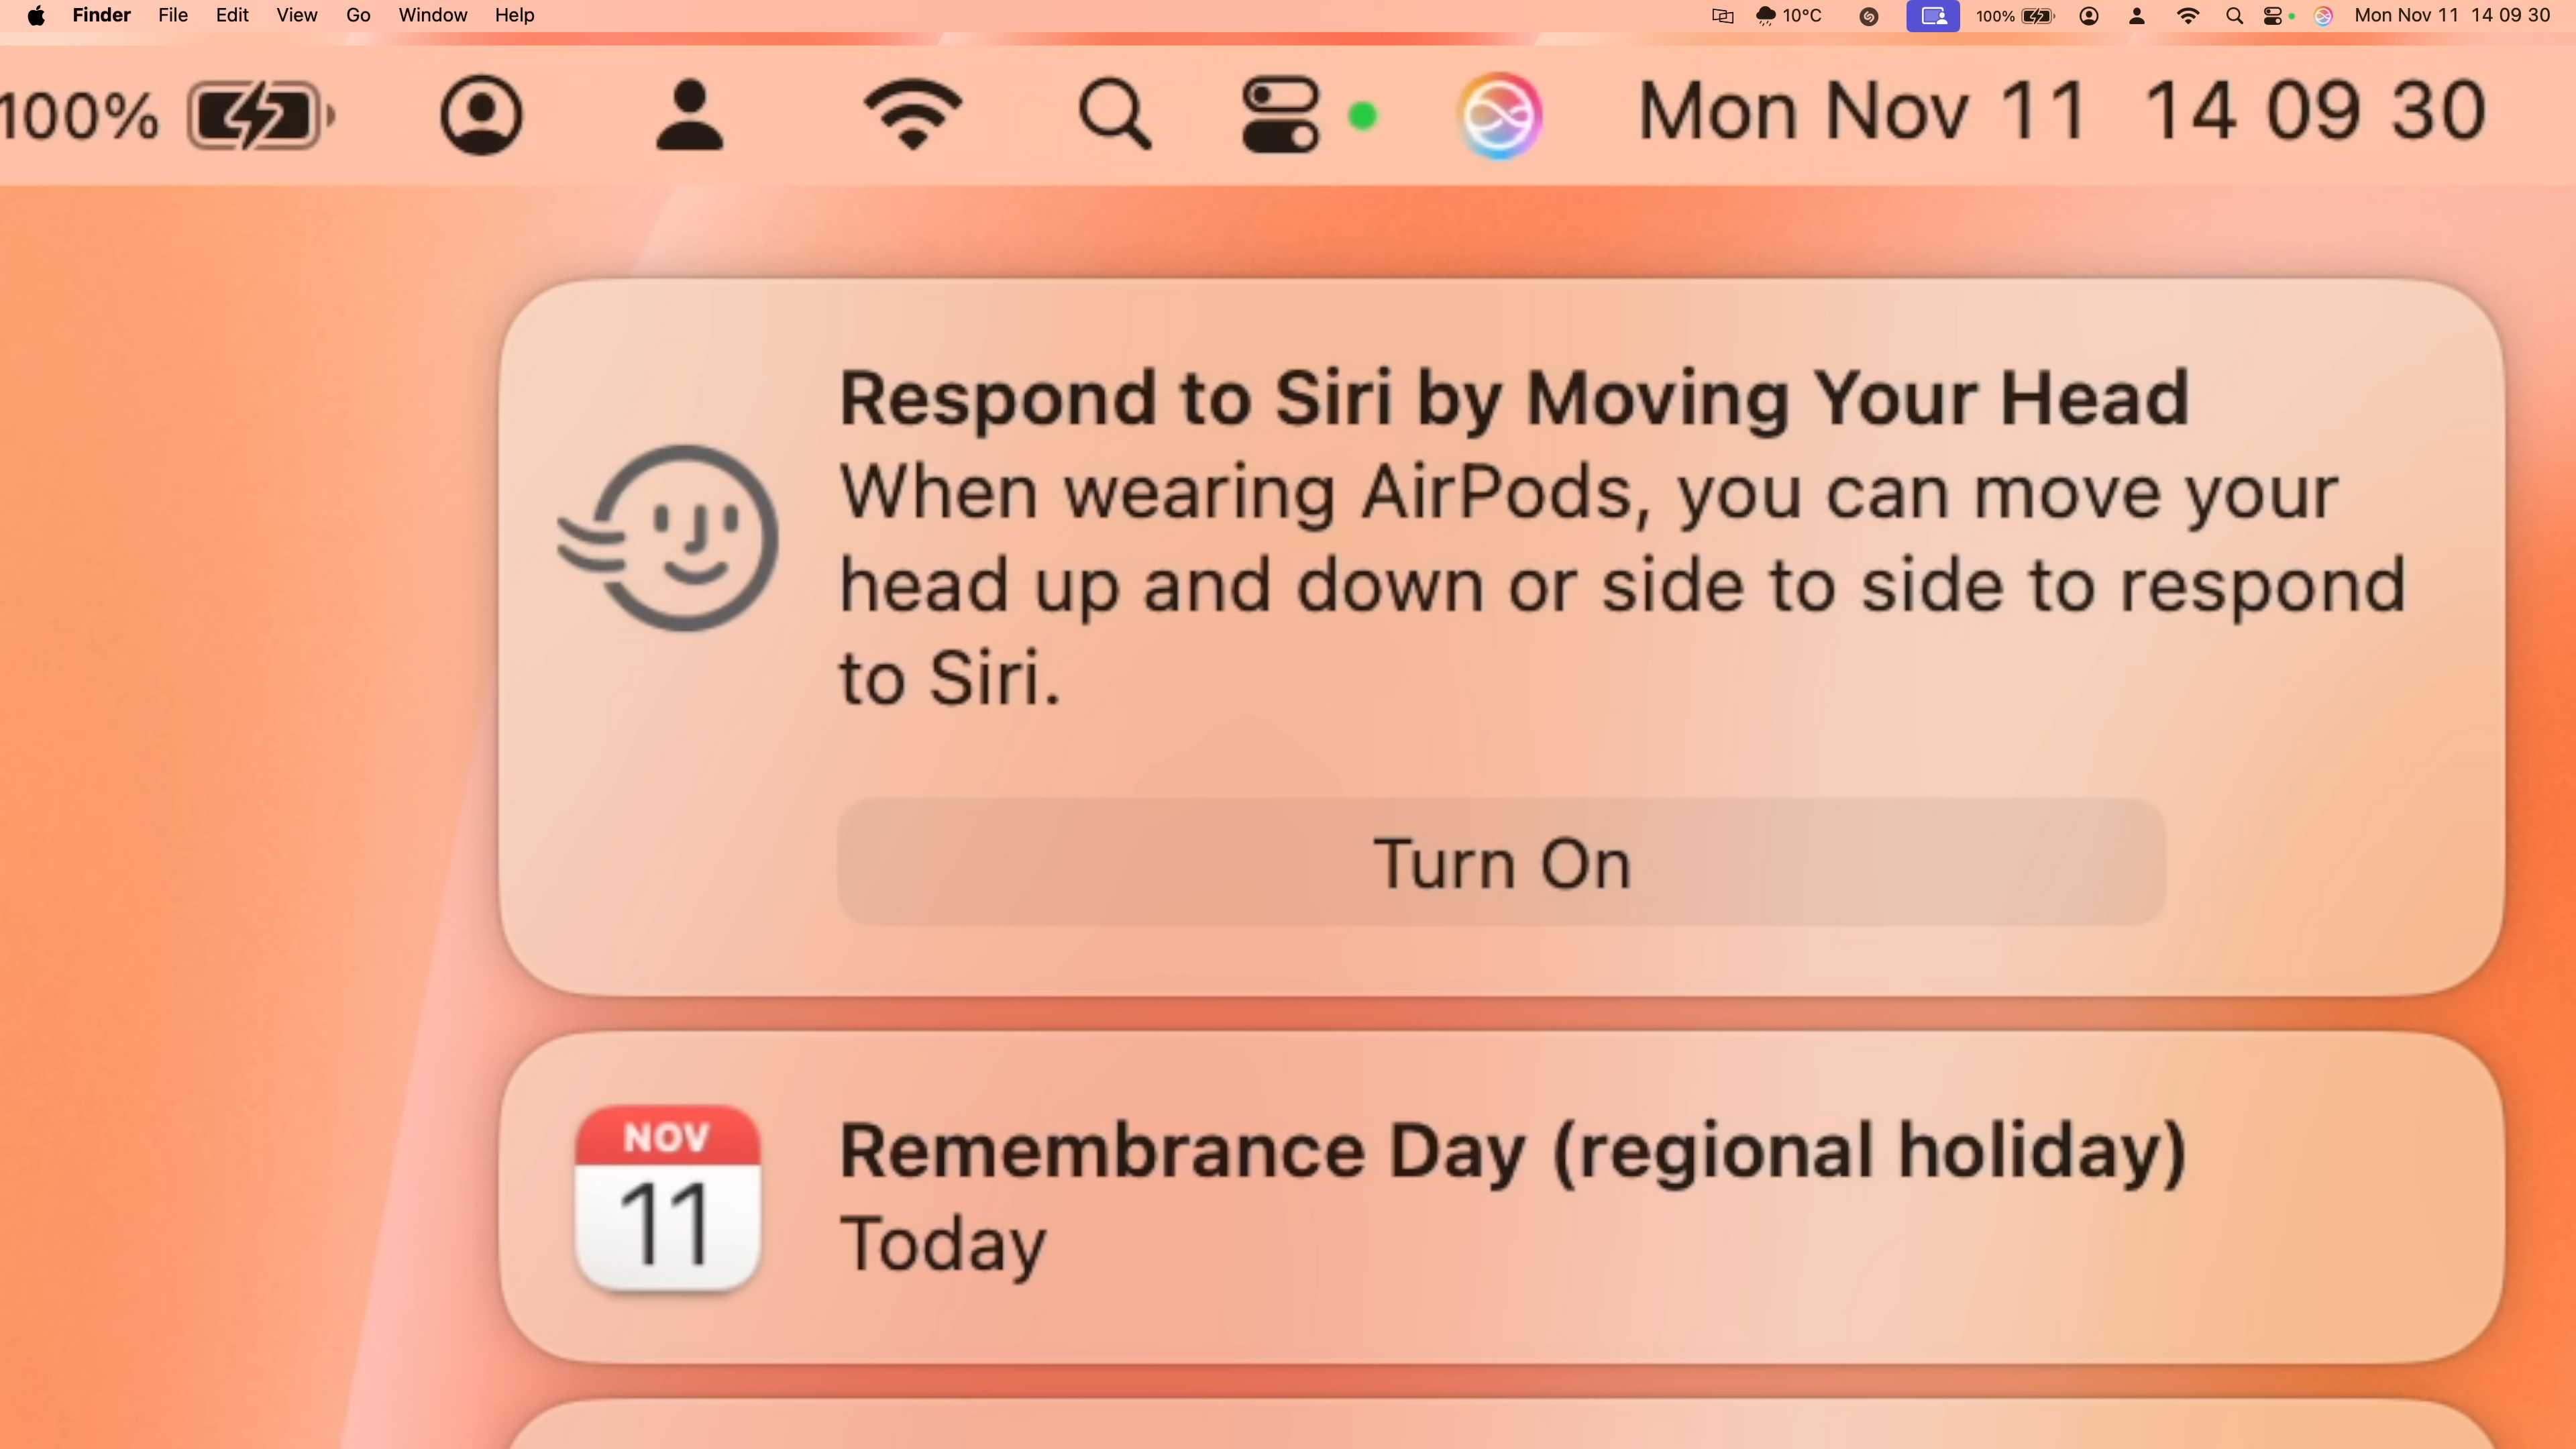 Finder File Edit View Go Window Help 10°C 100% Mon Nov 11 14 09 30
100% Mon Nov 11 14 09 30
Respond to Siri by Moving Your Head
When wearing AirPods, you can move your
head up and down or side to side to respond
to Siri.
Turn On
NOV
11
Remembrance Day (regional holiday)
Today